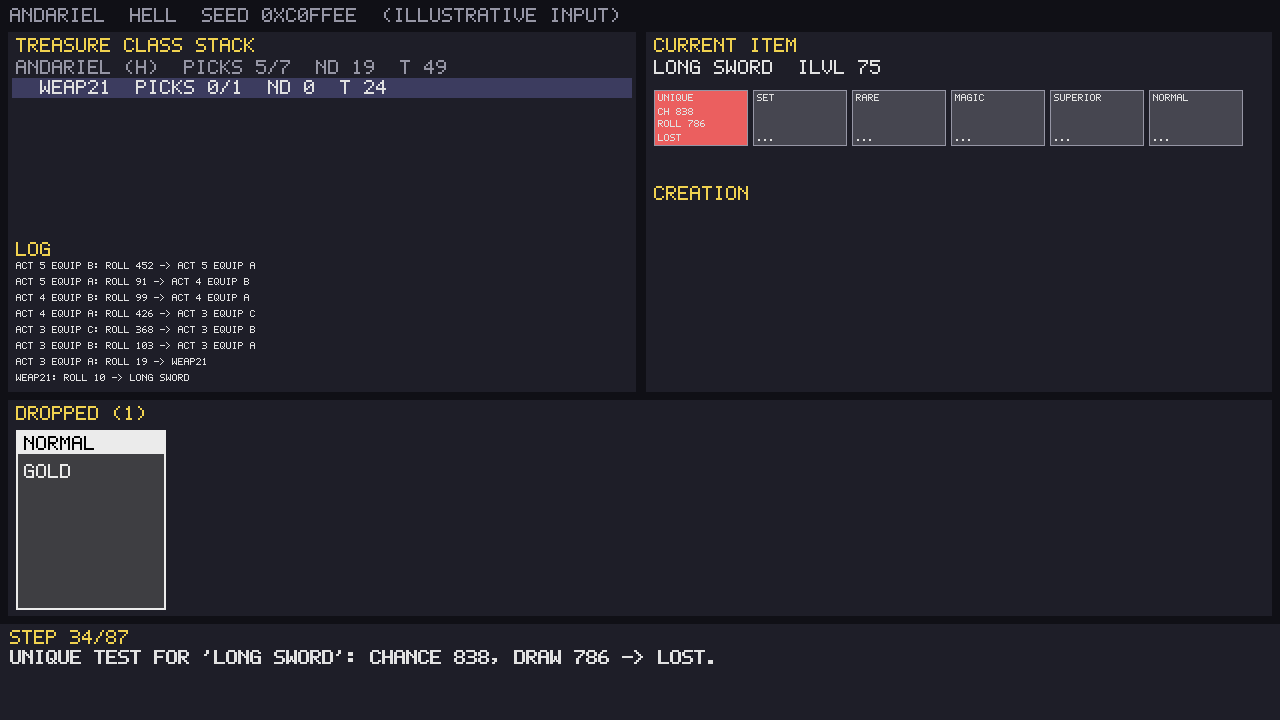 ANDARIEL HELL SEED 0XC0FFEE (ILLUSTRATIVE INPUT)
TREASURE CLASS STACK
ANDARIEL (H) PICKS 5/7 ND 19 T 49
WEAP21 PICKS 0/1 ND 0 T 24
LOG
ACT 5 EQUIP B: ROLL 452 -> ACT 5 EQUIP A
ACT 5 EQUIP A: ROLL 91 -> ACT 4 EQUIP B
ACT 4 EQUIP B: ROLL 99 -> ACT 4 EQUIP A
ACT 4 EQUIP A: ROLL 426 -> ACT 3 EQUIP C
ACT 3 EQUIP C: ROLL 368 -> ACT 3 EQUIP B
ACT 3 EQUIP B: ROLL 103 -> ACT 3 EQUIP A
ACT 3 EQUIP A: ROLL 19 -> WEAP21
WEAP21: ROLL 10 -> LONG SWORD
CURRENT ITEM
LONG SWORD ILVL 75
UNIQUE
CH 838
ROLL 786
LOST
SET
...
RARE
...
MAGIC
...
SUPERIOR
...
NORMAL
...
CREATION
DROPPED (1)
NORMAL
GOLD
STEP 34/87
UNIQUE TEST FOR 'LONG SWORD': CHANCE 838, DRAW 786 -> LOST.